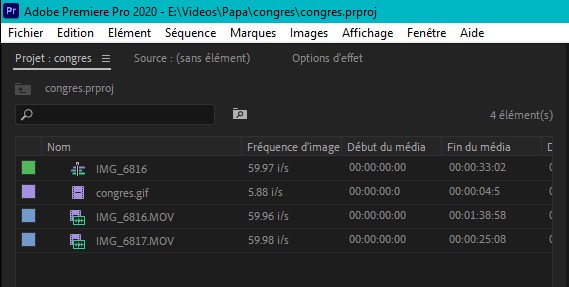 Pr Adobe Premiere Pro 2020 - E:\Videos\Papa\congres\congres.prproj
Fichier Edition Elément Séquence Marques Images Affichage Fenêtre Aide
Projet : congres Source : (sans élément) Options d'effet
congres.prproj
4 élément(s)
Nom Fréquence d'image Début du média Fin du média D
IMG_6816 59.97 i/s 00:00:00:00 00:00:33:02
congres.gif 5.88 i/s 00:00:00:0 00:00:04:5
IMG_6816.MOV 59.96 i/s 00:00:00:00 00:01:38:58
IMG_6817.MOV 59.98 i/s 00:00:00:00 00:00:25:08